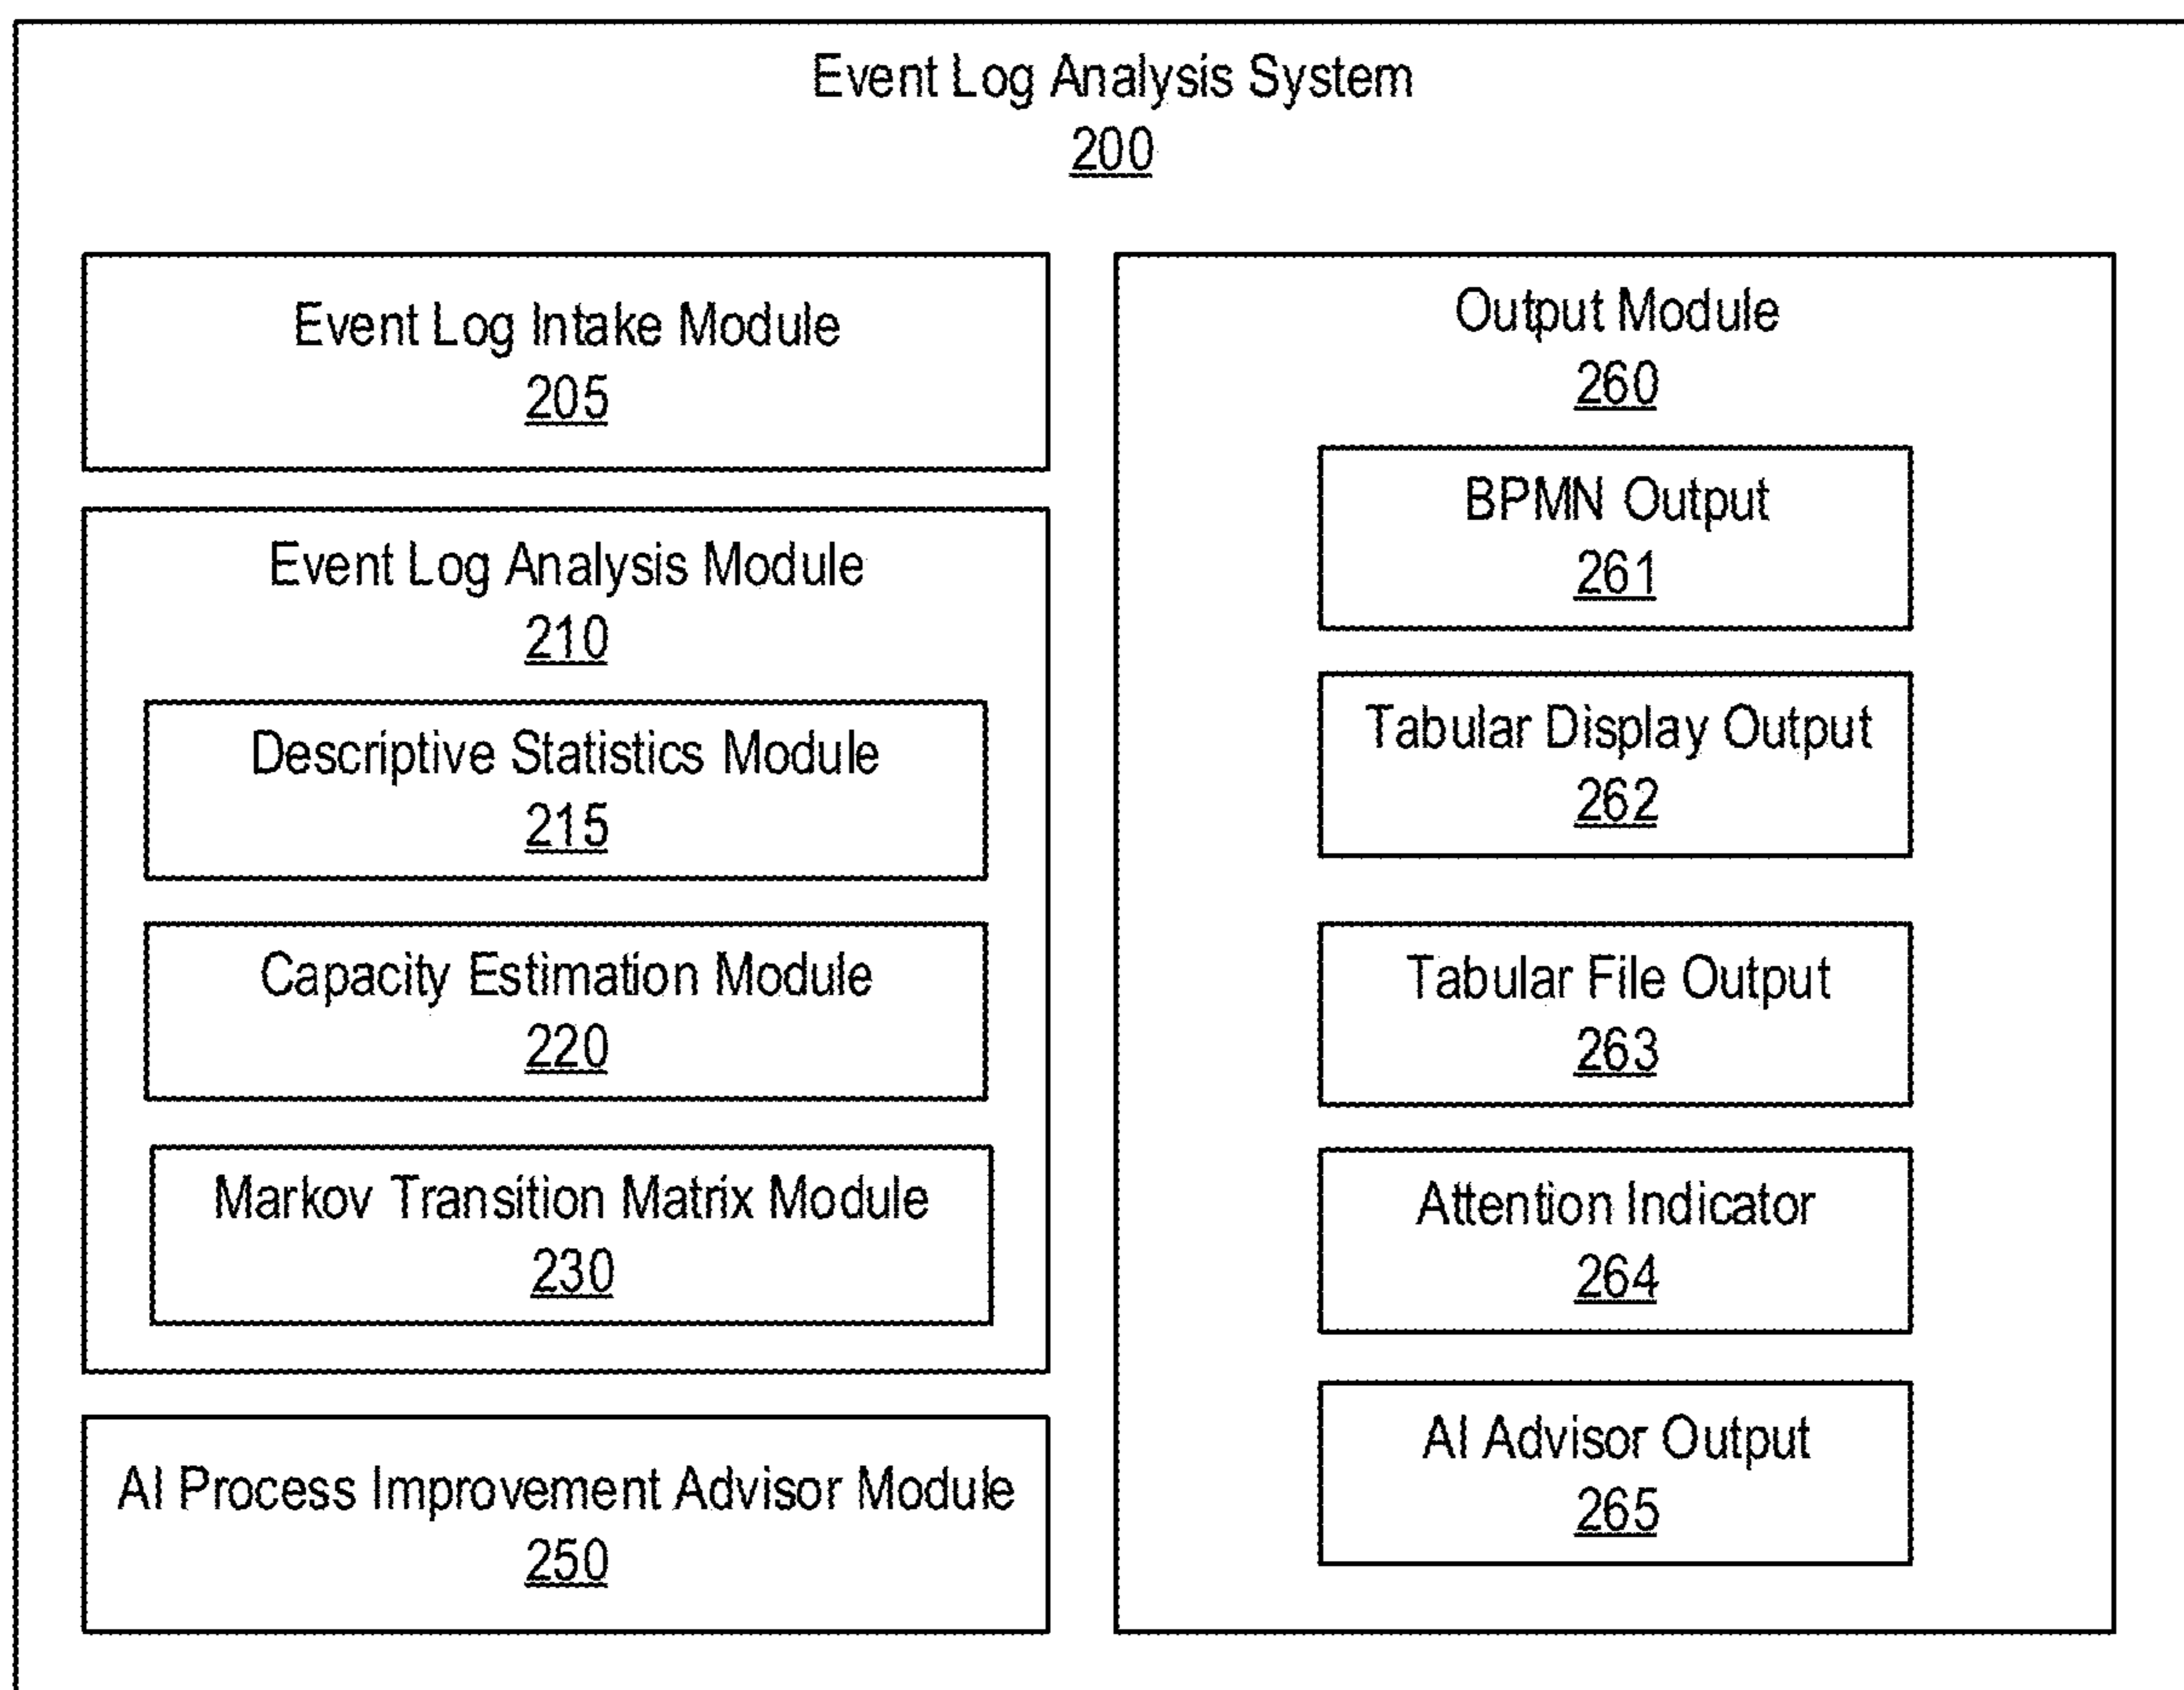 Event Log Analysis System
200
Event Log Intake Module
205
Event Log Analysis Module
210
Descriptive Statistics Module
215
Capacity Estimation Module
220
Markov Transition Matrix Module
230
AI Process Improvement Advisor Module
250
Output Module
260
BPMN Output
261
Tabular Display Output
262
Tabular File Output
263
Attention Indicator
264
AI Advisor Output
265